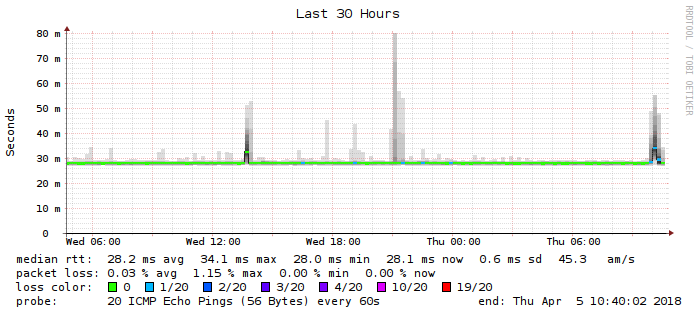 Last 30 Hours
RRDTOOL / TOBI OETIKER
Seconds
80 m
70 m
60 m
50 m
40 m
30 m
20 m
10 m
0
Wed 06:00 Wed 12:00 Wed 18:00 Thu 00:00 Thu 06:00
median rtt: 28.2 ms avg 34.1 ms max 28.0 ms min 28.1 ms now 0.6 ms sd 45.3 am/s
packet loss: 0.03 % avg 1.15 % max 0.00 % min 0.00 % now
loss color: 0 1/20 2/20 3/20 4/20 10/20 19/20
probe: 20 ICMP Echo Pings (56 Bytes) every 60s end: Thu Apr 5 10:40:02 2018